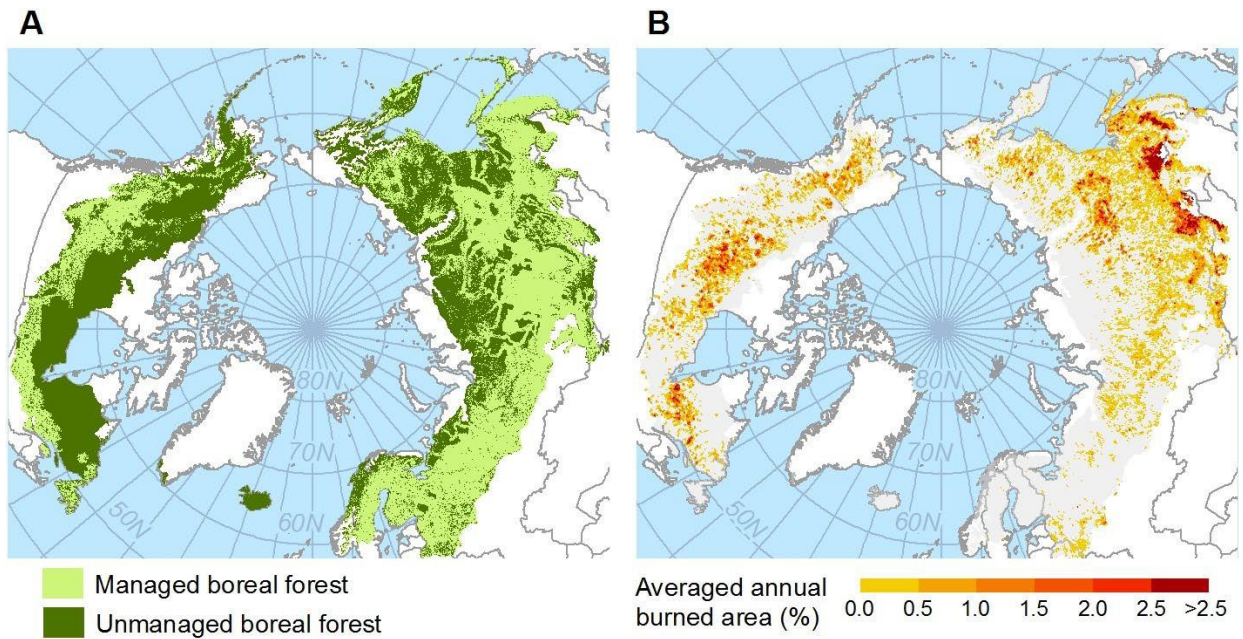 A
B
80N
70N
60N
50N
80N
70N
60N
50N
Managed boreal forest
Unmanaged boreal forest
Averaged annual
burned area (%)
0.0 0.5 1.0 1.5 2.0 2.5 >2.5